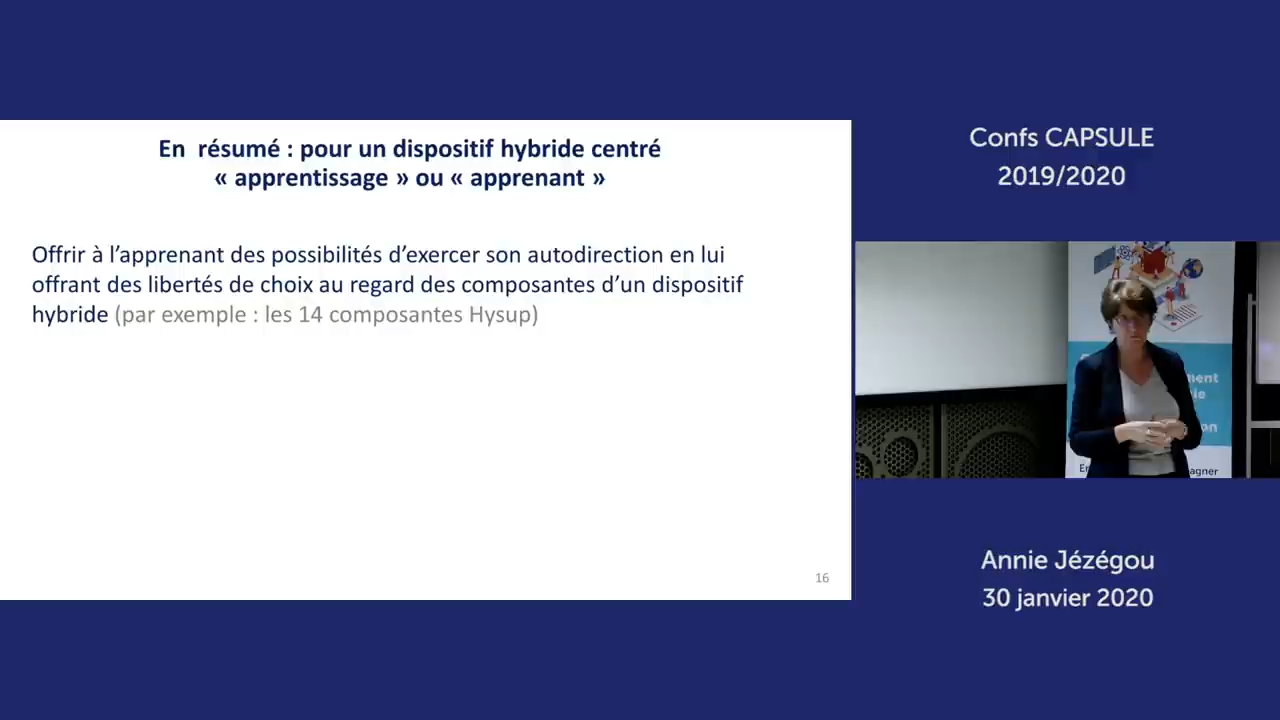 En résumé : pour un dispositif hybride centré
« apprentissage » ou « apprenant »
Offrir à l’apprenant des possibilités d’exercer son autodirection en lui
offrant des libertés de choix au regard des composantes d’un dispositif
hybride (par exemple : les 14 composantes Hysup)
16
Confs CAPSULE
2019/2020
Annie Jézégou
30 janvier 2020